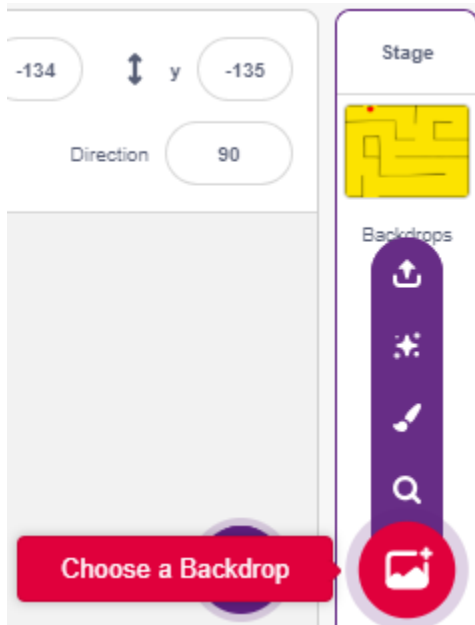 Stage
-134 y -135
Direction 90
Backdrops
Choose a Backdrop